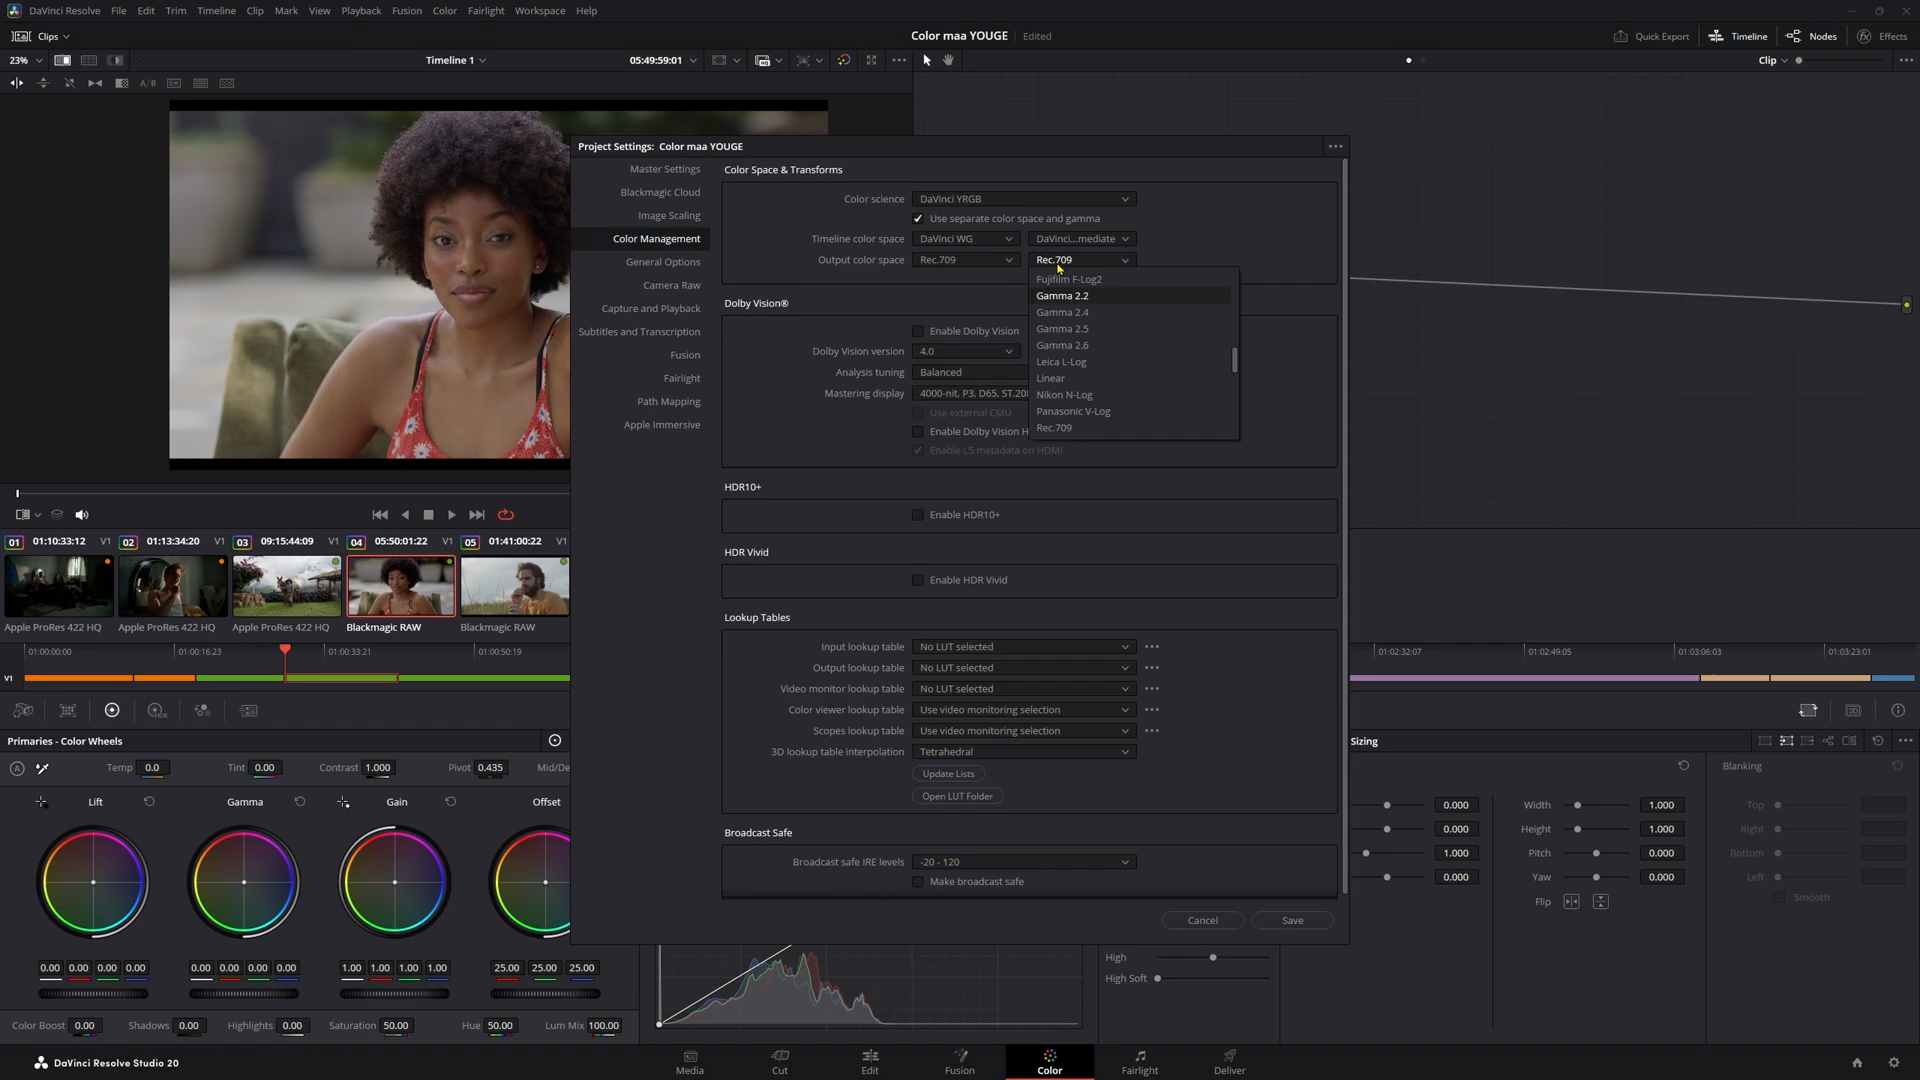 DaVinci Resolve File Edit Trim Timeline Clip Mark View Playback Fusion Color Fairlight Workspace Help
Clips Color maa YOUGE Edited Quick Export Timeline Nodes Effects
23% Timeline 1 05:49:59:01 Clip
A/B
Project Settings: Color maa YOUGE
Master Settings
Blackmagic Cloud
Image Scaling
Color Management
General Options
Camera Raw
Capture and Playback
Subtitles and Transcription
Fusion
Fairlight
Path Mapping
Apple Immersive
Color Space & Transforms
Color science DaVinci YRGB
Use separate color space and gamma
Timeline color space DaVinci WG DaVinci...mediate
Output color space Rec.709 Rec.709
Fujifilm F-Log2
Gamma 2.2
Gamma 2.4
Gamma 2.5
Gamma 2.6
Leica L-Log
Linear
Nikon N-Log
Panasonic V-Log
Rec.709
Dolby Vision®
Enable Dolby Vision
Dolby Vision version 4.0
Analysis tuning Balanced
Mastering display 4000-nit, P3, D65, ST.208
Use external CMU
Enable Dolby Vision H
Enable L5 metadata on HDMI
HDR10+
Enable HDR10+
HDR Vivid
Enable HDR Vivid
Lookup Tables
Input lookup table No LUT selected
Output lookup table No LUT selected
Video monitor lookup table No LUT selected
Color viewer lookup table Use video monitoring selection
Scopes lookup table Use video monitoring selection
3D lookup table interpolation Tetrahedral
Update Lists
Open LUT Folder
Broadcast Safe
Broadcast safe IRE levels -20 - 120
Make broadcast safe
Cancel Save
01 01:10:33:12 V1 02 01:13:34:20 V1 03 09:15:44:09 V1 04 05:50:01:22 V1 05 01:41:00:22 V1
Apple ProRes 422 HQ Apple ProRes 422 HQ Apple ProRes 422 HQ Blackmagic RAW Blackmagic RAW
01:00:00:00 01:00:16:23 01:00:33:21 01:00:50:19 01:02:32:07 01:02:49:05 01:03:06:03 01:03:23:01
V1
HDR 3D
Primaries - Color Wheels Sizing
A Temp 0.0 Tint 0.00 Contrast 1.000 Pivot 0.435 Mid/De Blanking
Lift Gamma Gain Offset
0.000 Width 1.000 Top
0.000 Height 1.000 Right
1.000 Pitch 0.000 Bottom
0.000 Yaw 0.000 Left
Flip Smooth
0.00 0.00 0.00 0.00 0.00 0.00 0.00 0.00 1.00 1.00 1.00 1.00 25.00 25.00 25.00
High
High Soft
Color Boost 0.00 Shadows 0.00 Highlights 0.00 Saturation 50.00 Hue 50.00 Lum Mix 100.00
DaVinci Resolve Studio 20
Media Cut Edit Fusion Color Fairlight Deliver